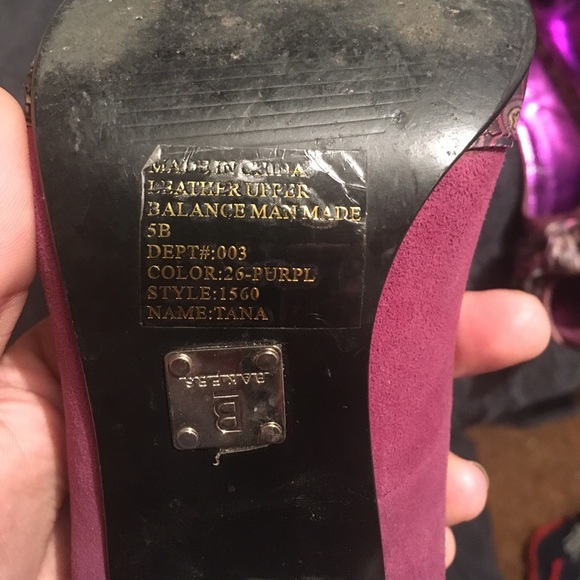 MADE IN CHINA
LEATHER UPPER
BALANCE MAN MADE
5B
DEPT#:003
COLOR:26-PURPL
STYLE:1560
NAME:TANA
BAKERS
B